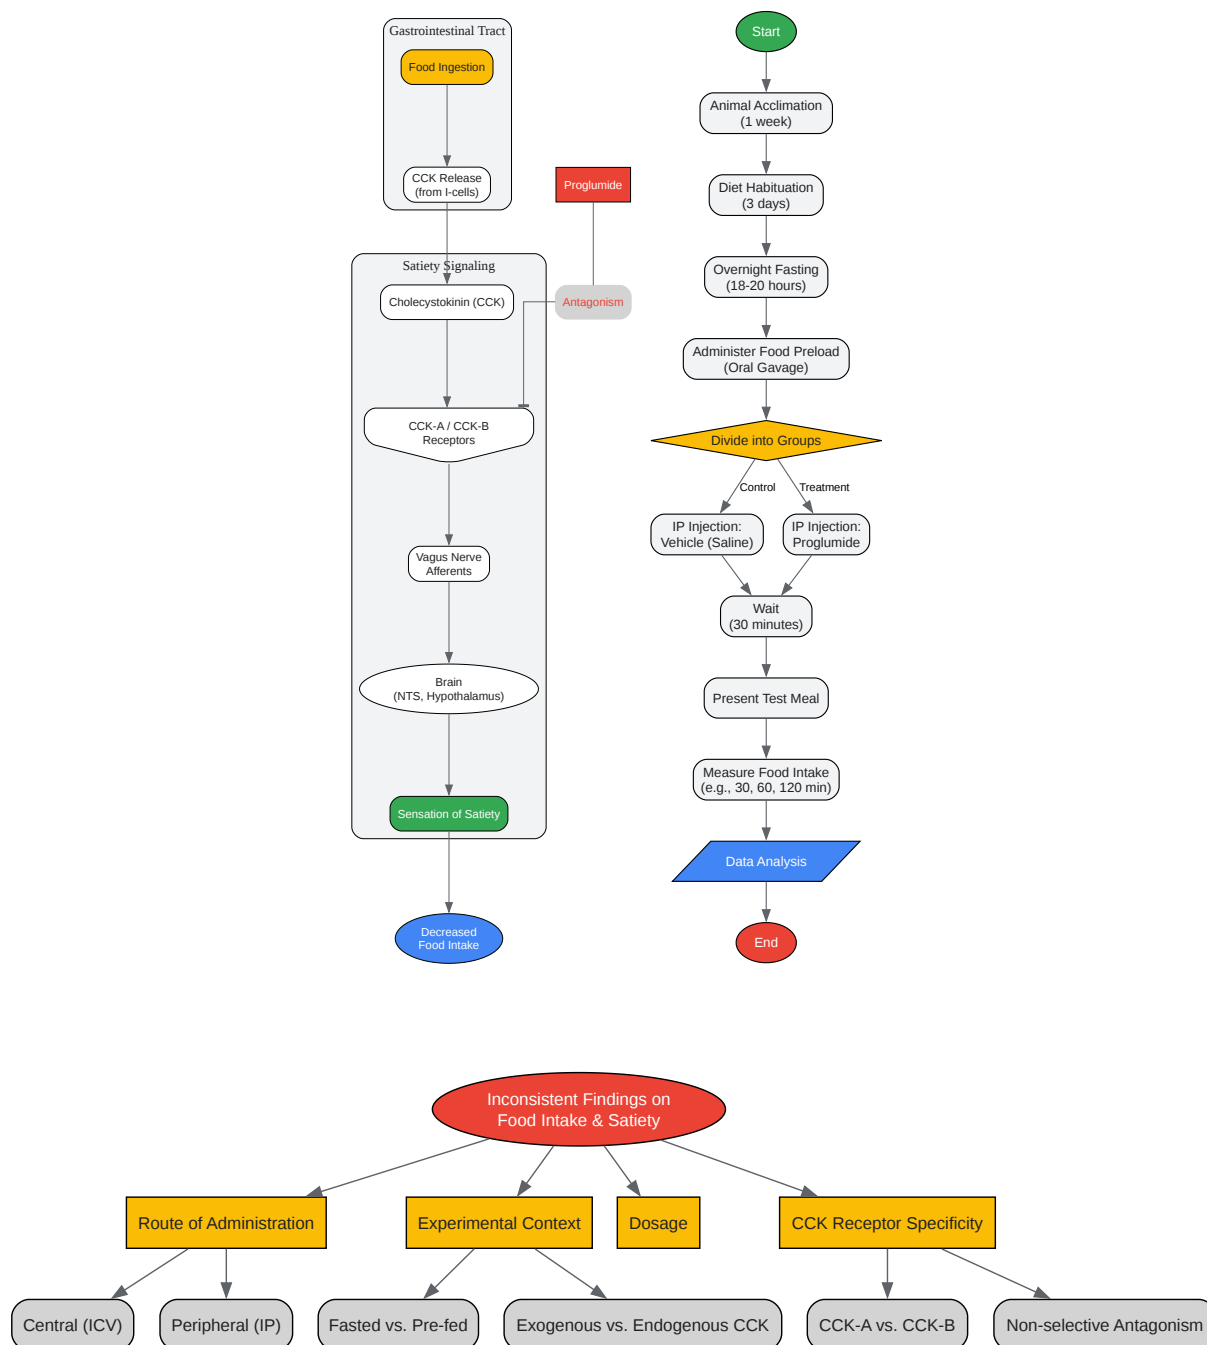 Gastrointestinal Tract
Food Ingestion
CCK Release
(from I-cells)
Proglumide
Satiety Signaling
Cholecystokinin (CCK)
Antagonism
CCK-A / CCK-B
Receptors
Vagus Nerve
Afferents
Brain
(NTS, Hypothalamus)
Sensation of Satiety
Decreased
Food Intake
Start
Animal Acclimation
(1 week)
Diet Habituation
(3 days)
Overnight Fasting
(18-20 hours)
Administer Food Preload
(Oral Gavage)
Divide into Groups
Control
Treatment
IP Injection:
Vehicle (Saline)
IP Injection:
Proglumide
Wait
(30 minutes)
Present Test Meal
Measure Food Intake
(e.g., 30, 60, 120 min)
Data Analysis
End
Inconsistent Findings on
Food Intake & Satiety
Route of Administration
Experimental Context
Dosage
CCK Receptor Specificity
Central (ICV)
Peripheral (IP)
Fasted vs. Pre-fed
Exogenous vs. Endogenous CCK
CCK-A vs. CCK-B
Non-selective Antagonism